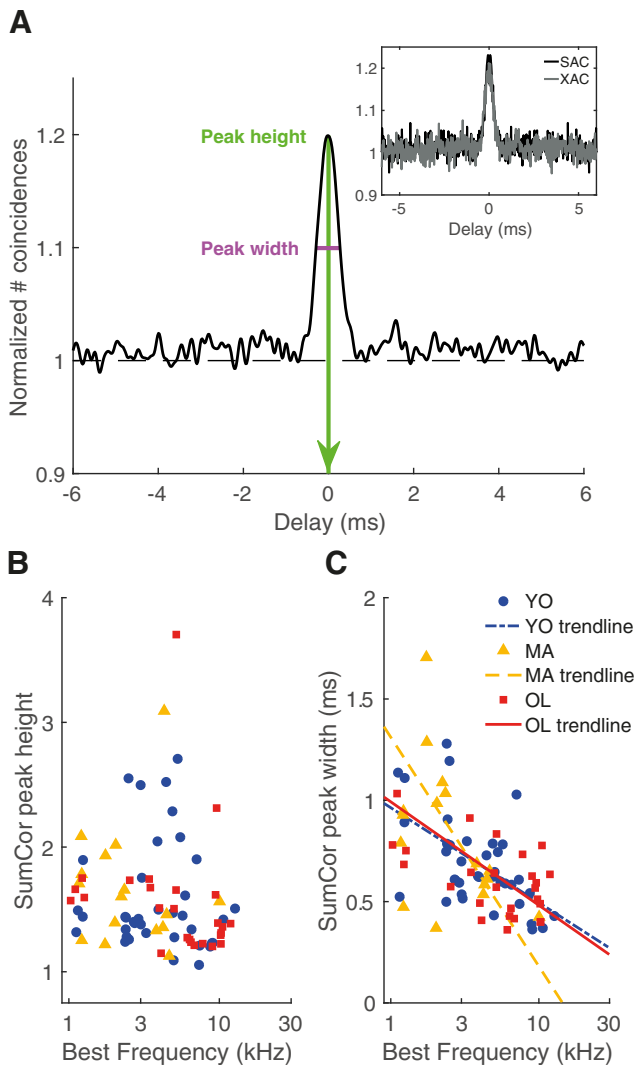 A
Normalized # coincidences
1.2
1.1
1
0.9
-6
-4
-2
0
2
4
6
Delay (ms)
Peak height
Peak width
1.2
1.1
1
0.9
-5
0
5
Delay (ms)
SAC
XAC
B
SumCor peak height
4
3
2
1
1
3
10
30
Best Frequency (kHz)
C
SumCor peak width (ms)
2
1.5
1
0.5
0
1
3
10
30
Best Frequency (kHz)
YO
YO trendline
MA
MA trendline
OL
OL trendline